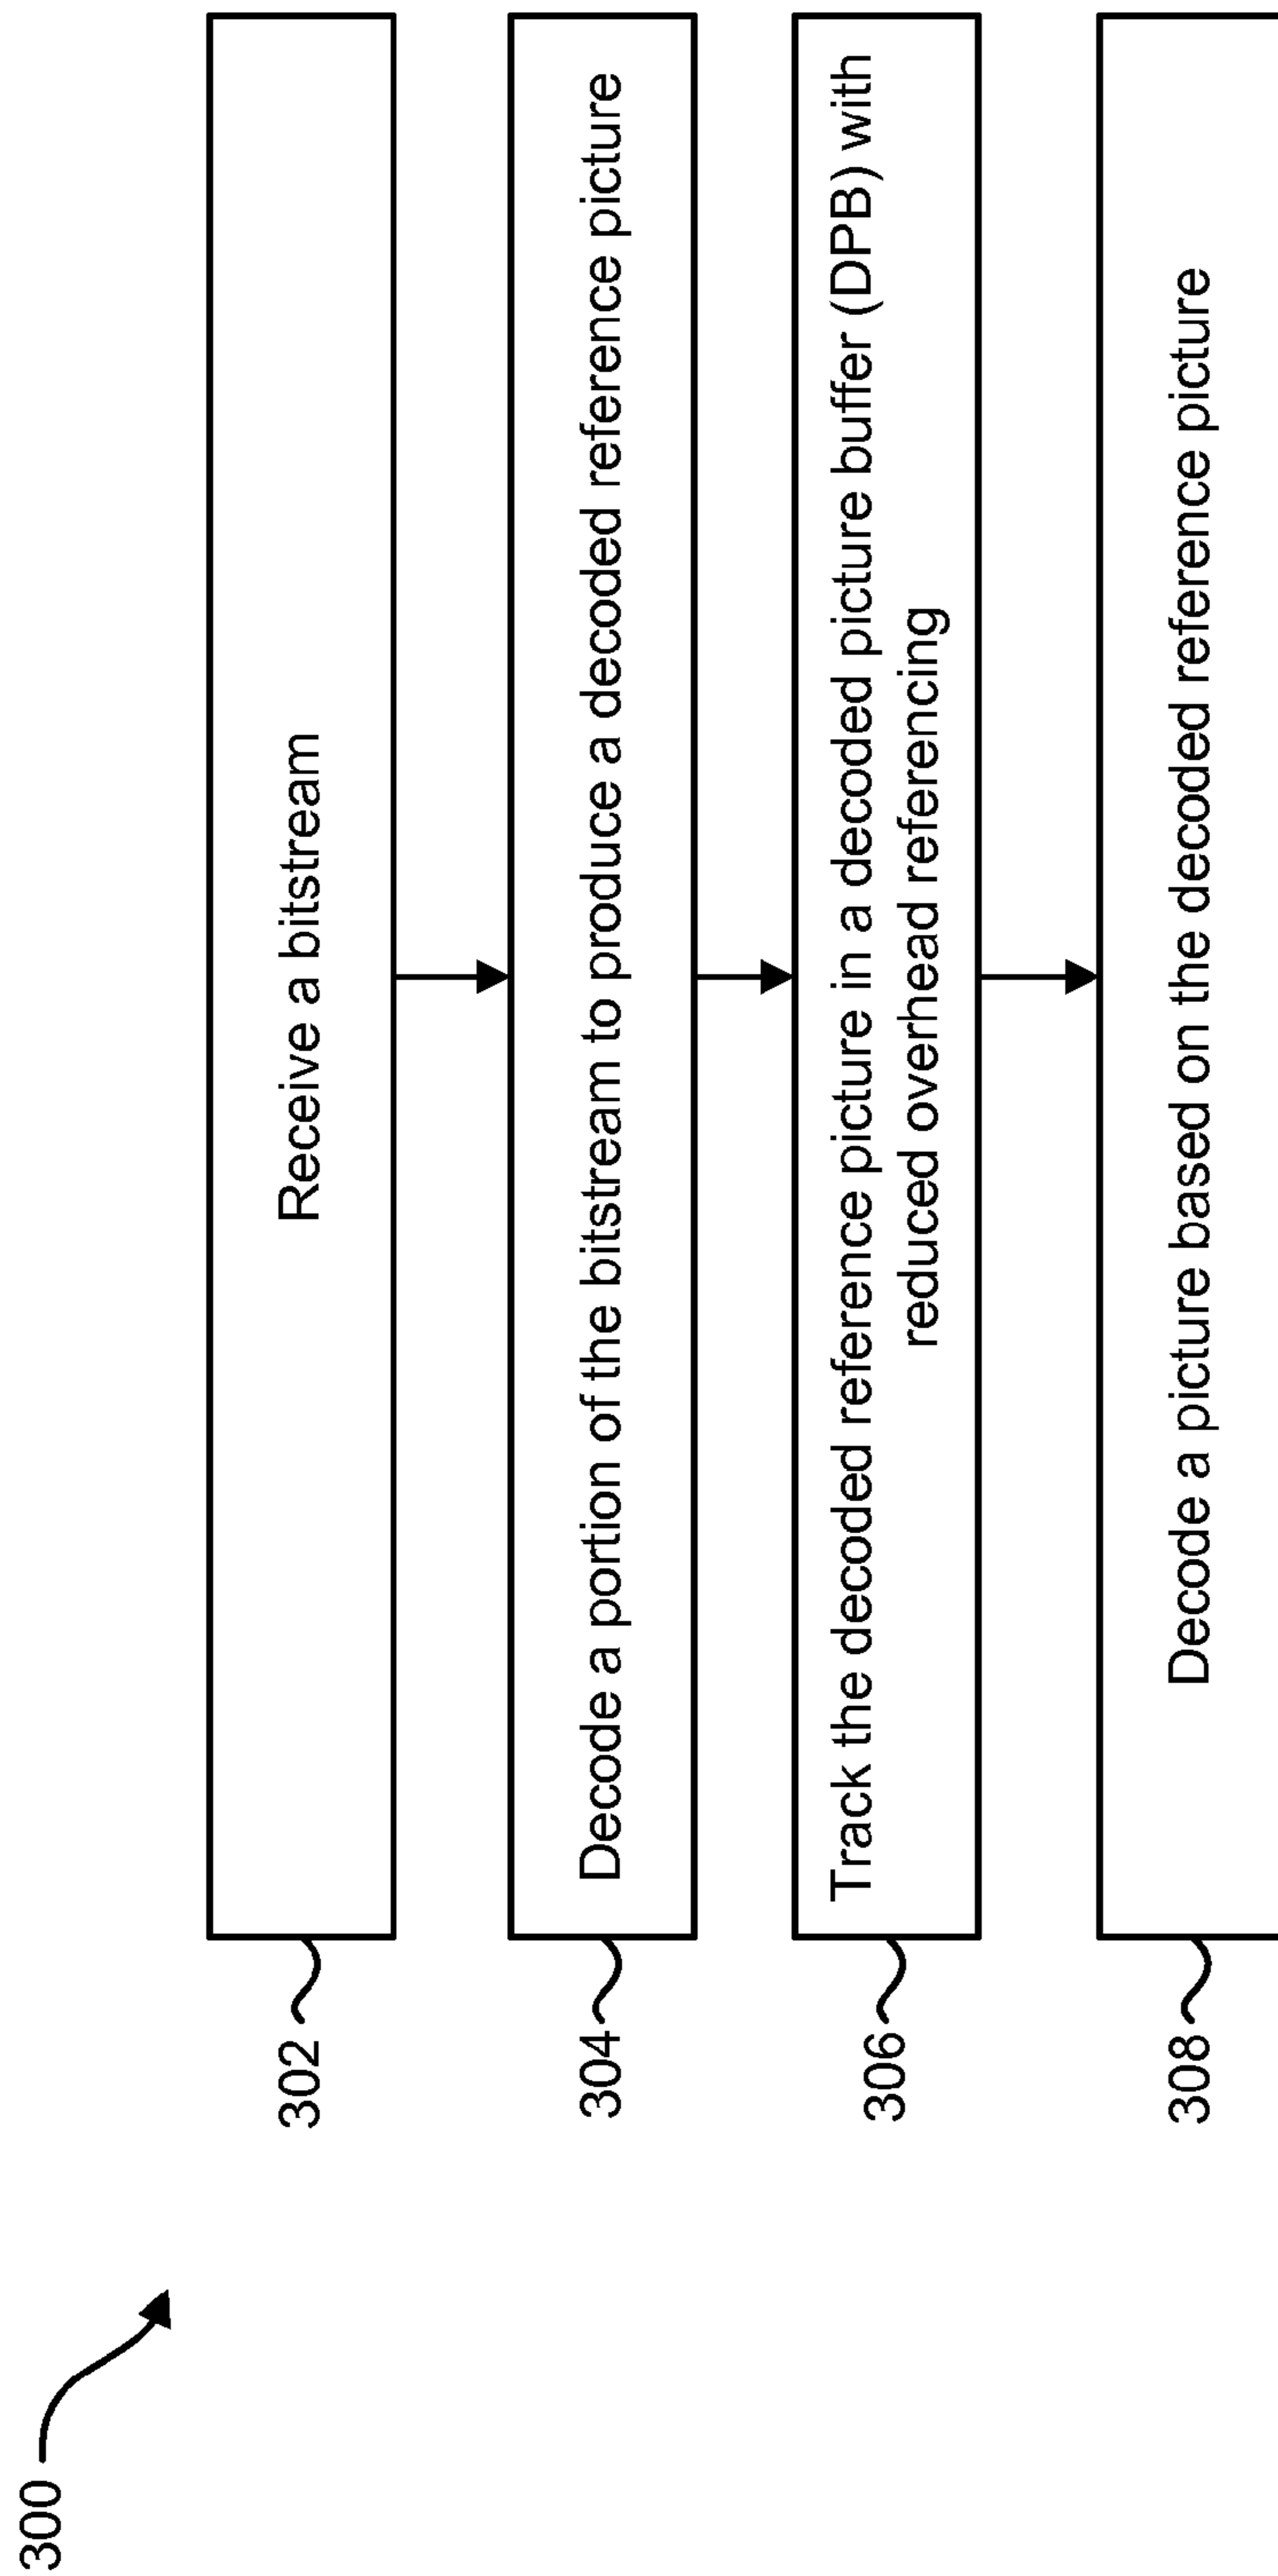 300
302
Receive a bitstream
304
Decode a portion of the bitstream to produce a decoded reference picture
306
Track the decoded reference picture in a decoded picture buffer (DPB) with
reduced overhead referencing
308
Decode a picture based on the decoded reference picture